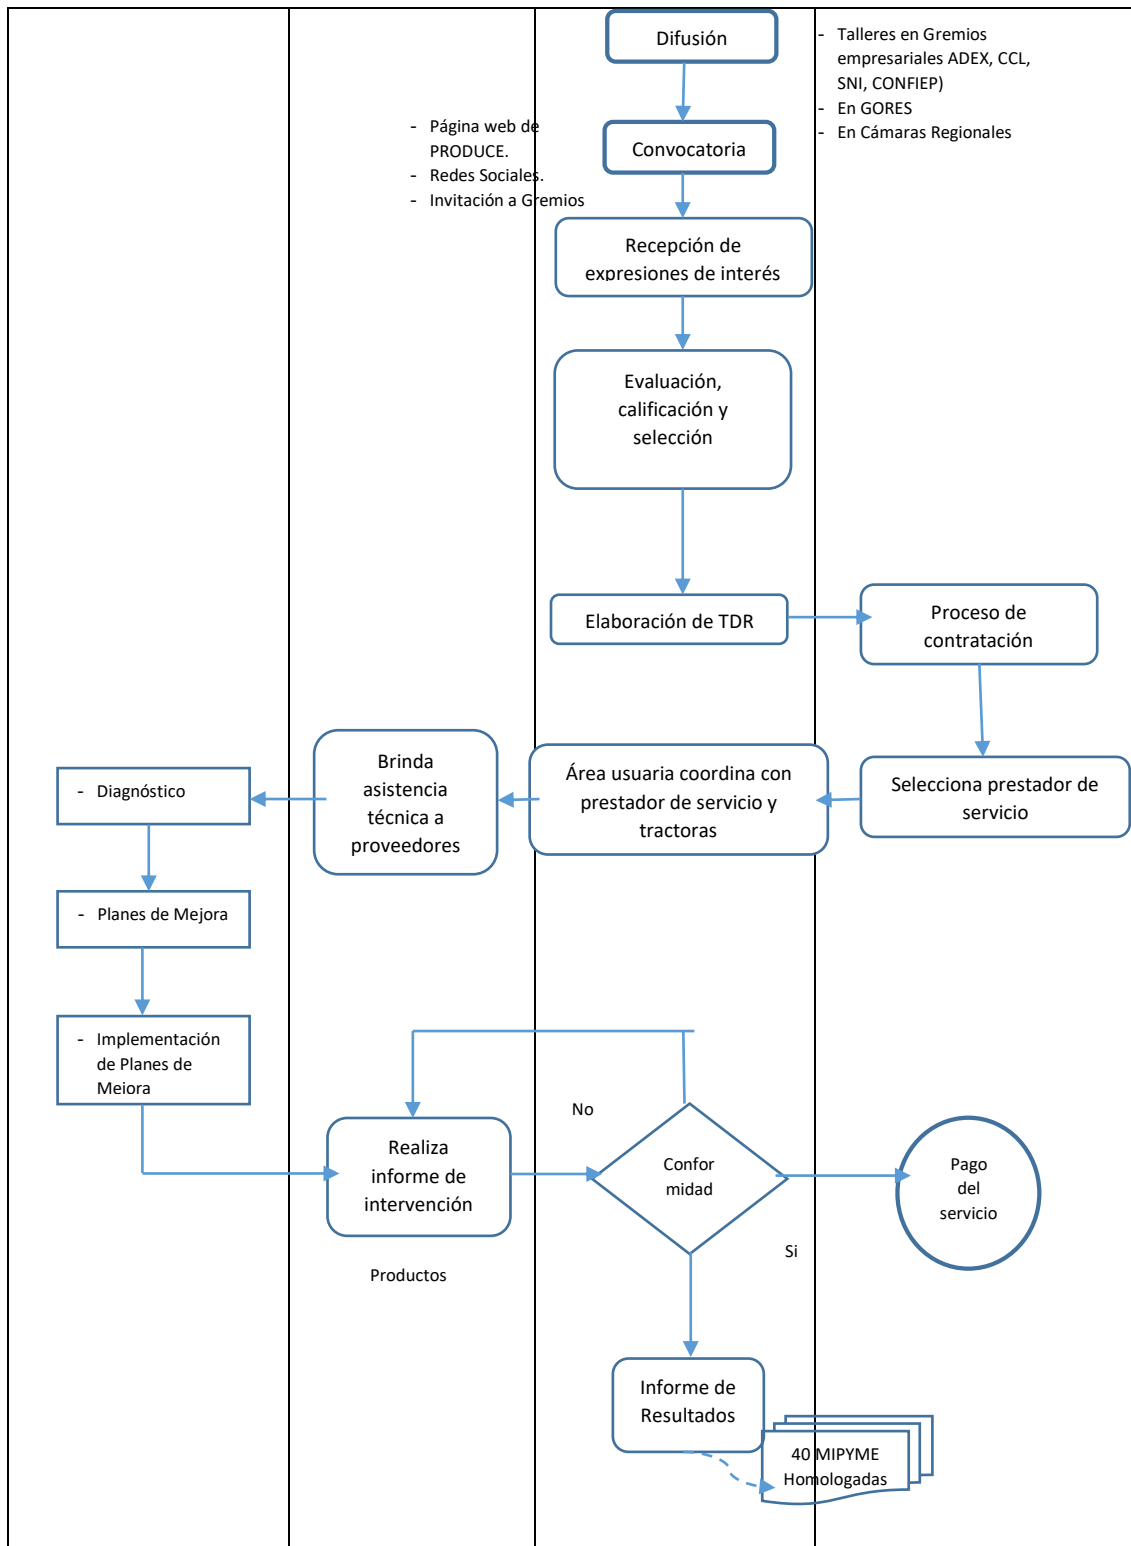 Difusión
- Talleres en Gremios
empresariales ADEX, CCL,
SNI, CONFIEP)
- En GORES
- En Cámaras Regionales
- Página web de
PRODUCE.
- Redes Sociales.
- Invitación a Gremios
Convocatoria
Recepción de
expresiones de interés
Evaluación,
calificación y
selección
Elaboración de TDR
Proceso de
contratación
Selecciona prestador de
servicio
Área usuaria coordina con
prestador de servicio y
tractoras
Brinda
asistencia
técnica a
proveedores
- Diagnóstico
- Planes de Mejora
- Implementación
de Planes de
Mejora
Realiza
informe de
intervención
Productos
No
Confor
midad
Si
Pago
del
servicio
Informe de
Resultados
40 MIPYME
Homologadas